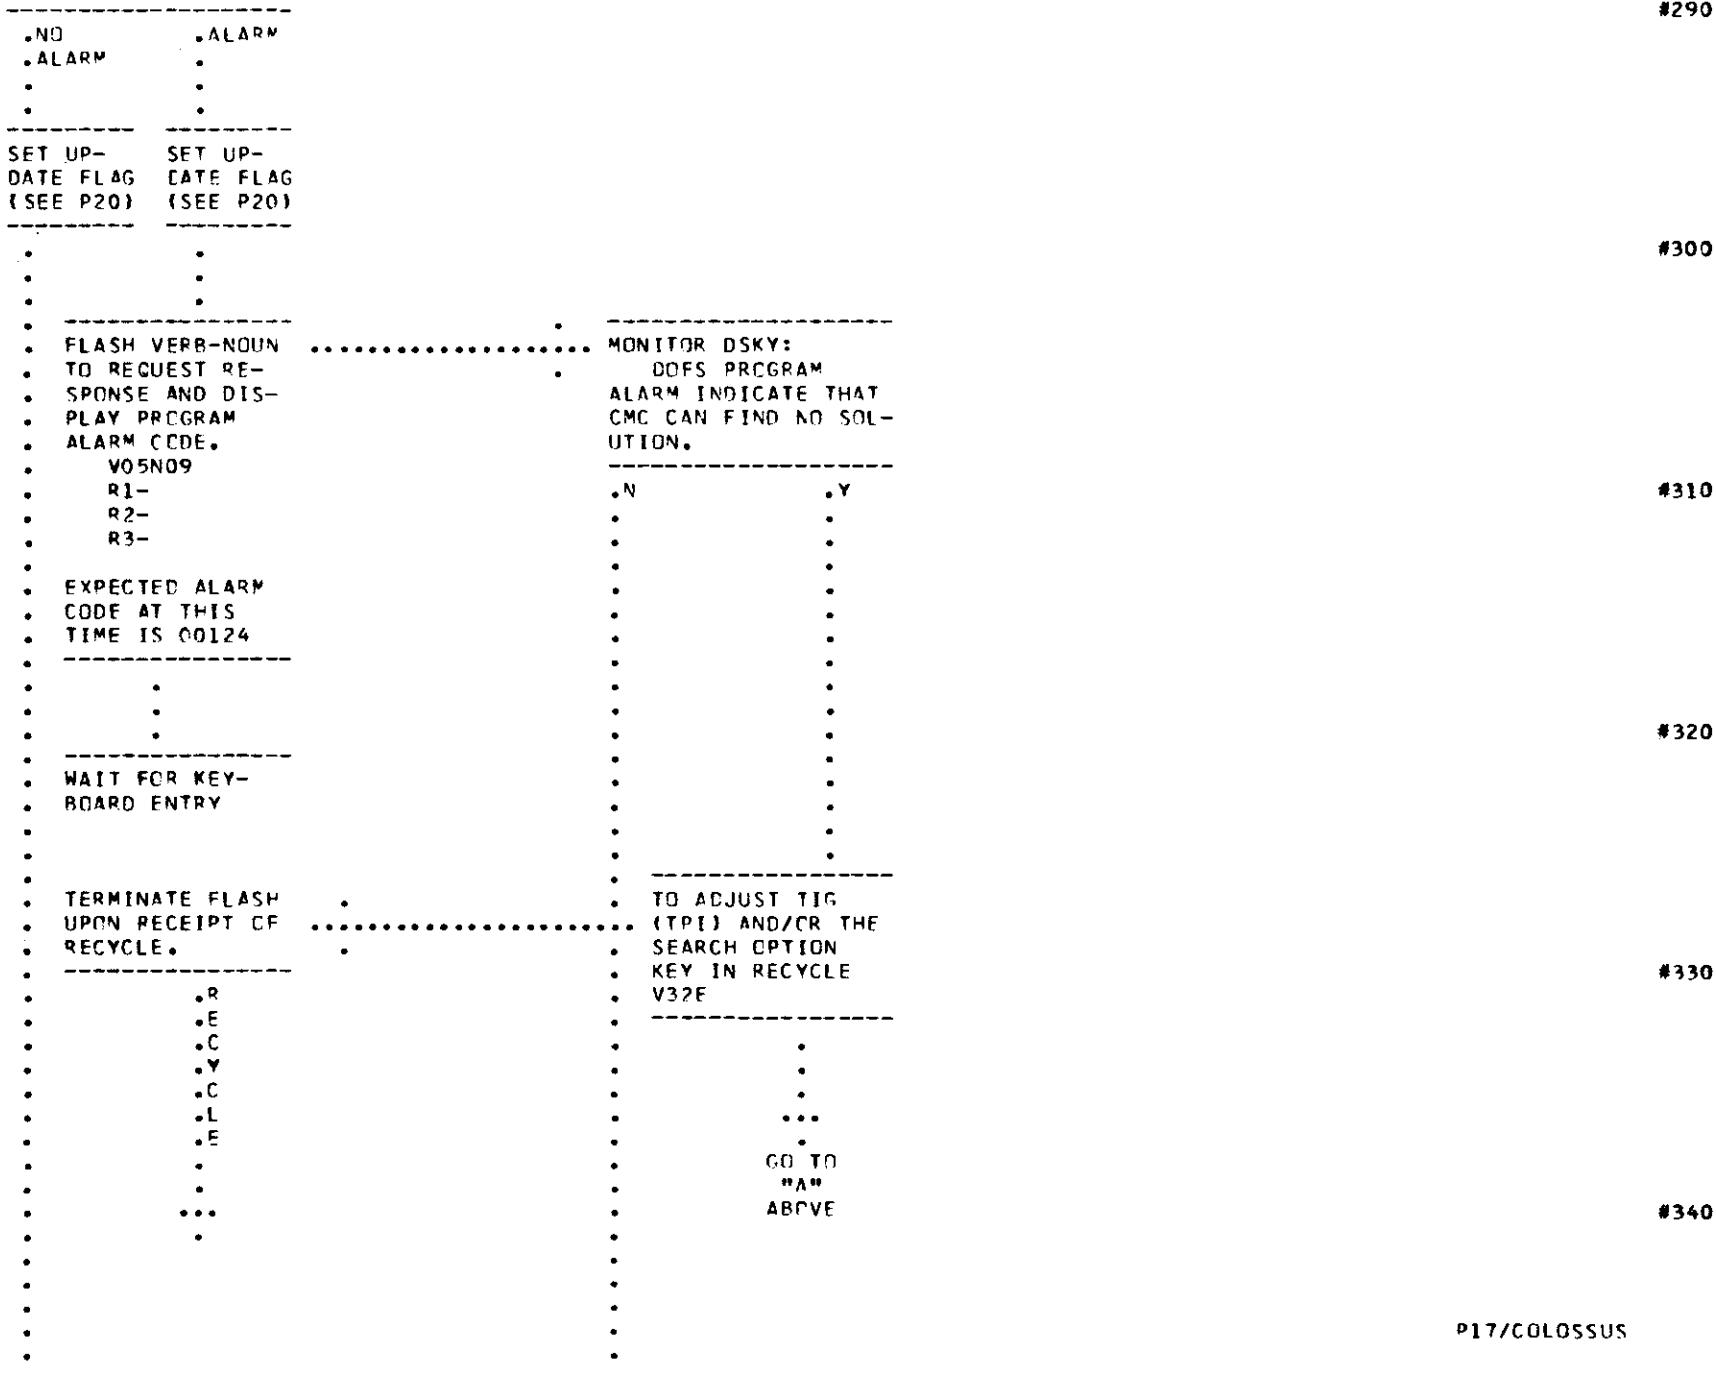 #290
.NO .ALARM
.ALARM .
SET UP- SET UP-
DATE FLAG DATE FLAG
(SEE P20) (SEE P20)
#300
FLASH VERB-NOUN
TO REQUEST RE-
SPONSE AND DIS-
PLAY PROGRAM
ALARM CODE.
V05N09
R1-
R2-
R3-
EXPECTED ALARM
CODE AT THIS
TIME IS 00124
MONITOR DSKY:
DOES PROGRAM
ALARM INDICATE THAT
CMC CAN FIND NO SOL-
UTION.
.N .Y
#310
#320
WAIT FOR KEY-
BOARD ENTRY
TERMINATE FLASH
UPON RECEIPT OF
RECYCLE.
TO ADJUST TIG
(TPI) AND/OR THE
SEARCH OPTION
KEY IN RECYCLE
V32E
#330
.R
.E
.C
.Y
.C
.L
.E
GO TO
"A"
ABOVE
#340
P17/COLOSSUS